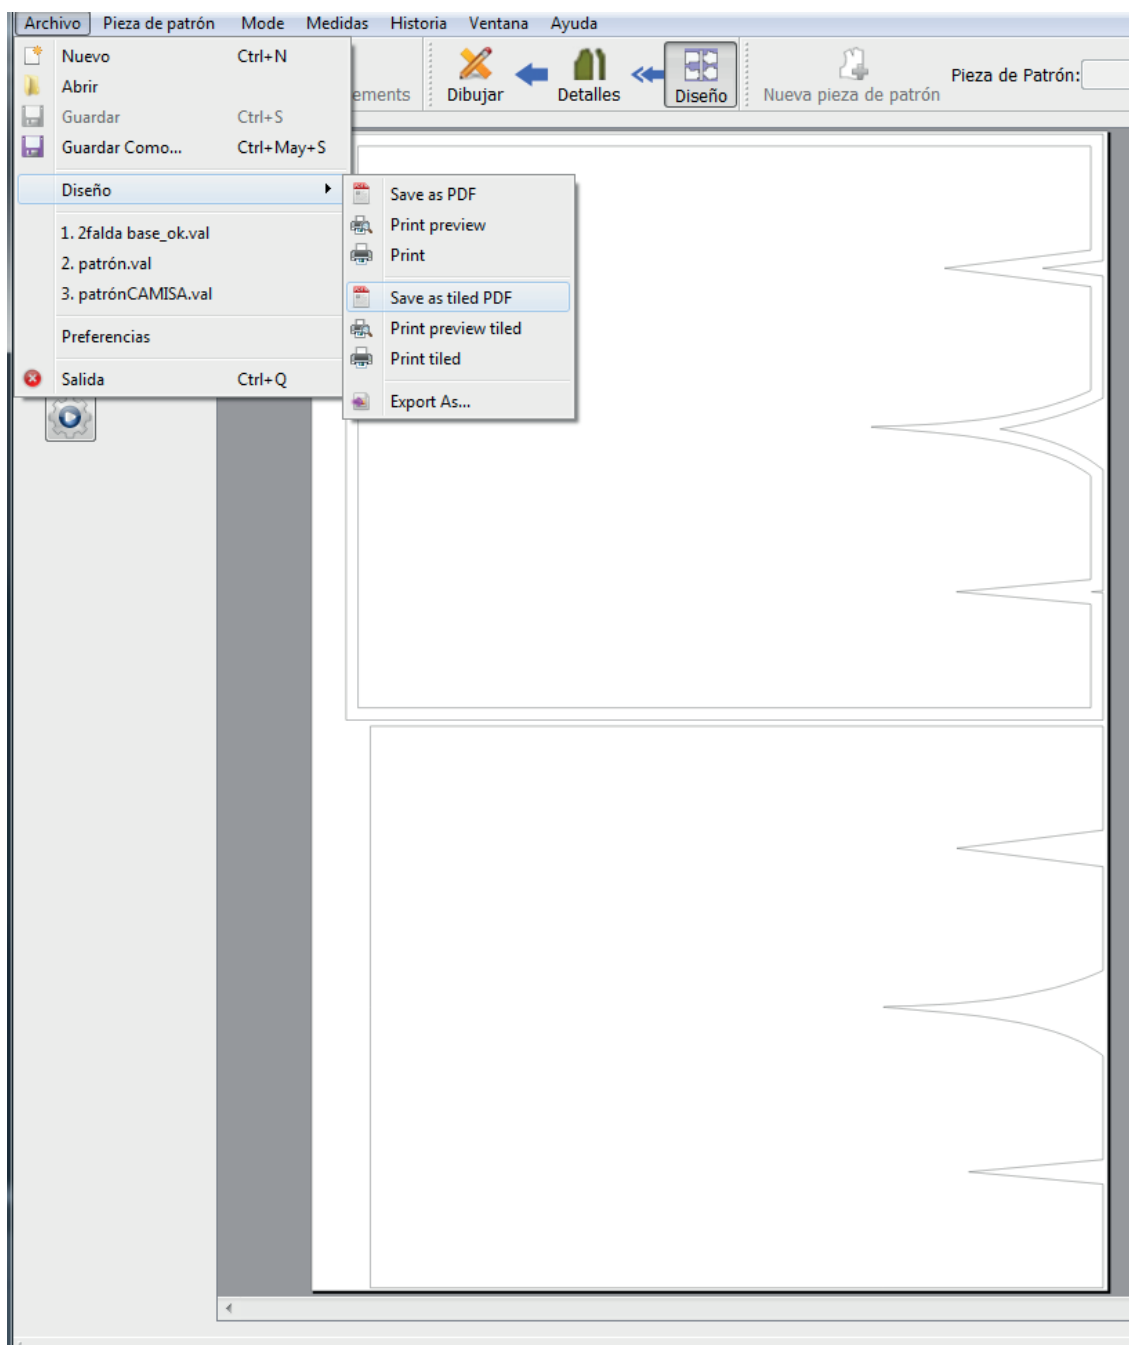 Archivo Pieza de patrón Mode Medidas Historia Ventana Ayuda
Nuevo Ctrl+N
Abrir
Guardar Ctrl+S
Guardar Como... Ctrl+May+S
Diseño
1. 2falda base_ok.val
2. patrón.val
3. patrónCAMISA.val
Preferencias
Salida Ctrl+Q
Save as PDF
Print preview
Print
Save as tiled PDF
Print preview tiled
Print tiled
Export As...
ements Dibujar Detalles Diseño Nueva pieza de patrón Pieza de Patrón: